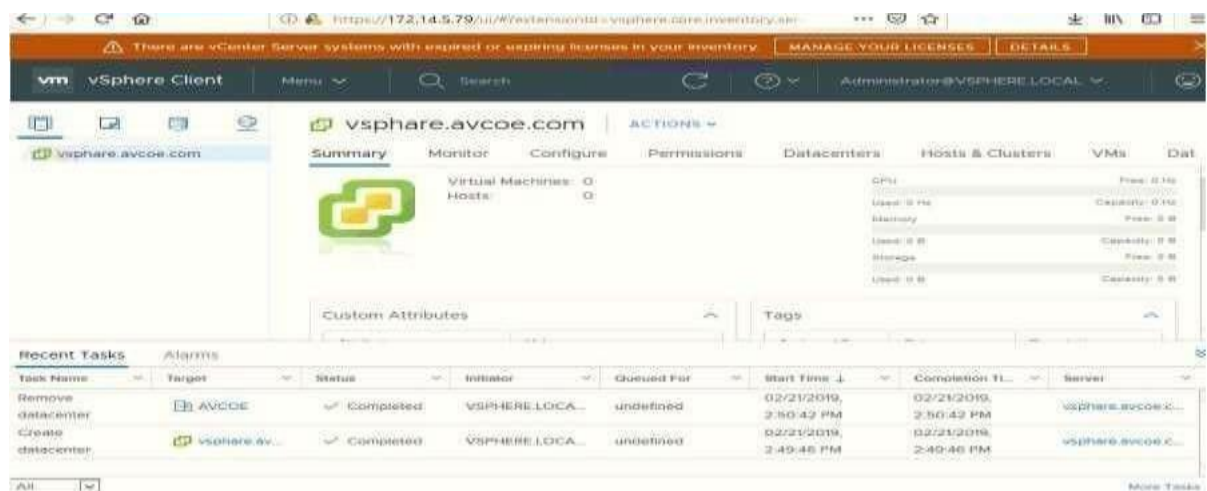 https://172.14.5.79/ui/#?extensionId=vsphere.core.inventory.ser ...
There are vCenter Server systems with expired or expiring licenses in your inventory MANAGE YOUR LICENSES DETAILS
vm vSphere Client Menu Search Administrator@VSPHERE.LOCAL
vsphare.avcoe.com ACTIONS
vsphare.avcoe.com
Summary Monitor Configure Permissions Datacenters Hosts & Clusters VMs Dat
Virtual Machines: 0
Hosts: 0
CPU Free: 0 Hz
Used: 0 Hz Capacity: 0 Hz
Memory Free: 0 B
Used: 0 B Capacity: 0 B
Storage Free: 0 B
Used: 0 B Capacity: 0 B
Custom Attributes Tags
Recent Tasks Alarms
Task Name Target Status Initiator Queued For Start Time Completion Ti... Server
Remove datacenter AVCOE Completed VSPHERE.LOCA... undefined 02/21/2019, 2:50:42 PM 02/21/2019, 2:50:42 PM vsphare.avcoe.c...
Create datacenter vsphare.av... Completed VSPHERE.LOCA... undefined 02/21/2019, 2:49:46 PM 02/21/2019, 2:49:46 PM vsphare.avcoe.c...
All More Tasks